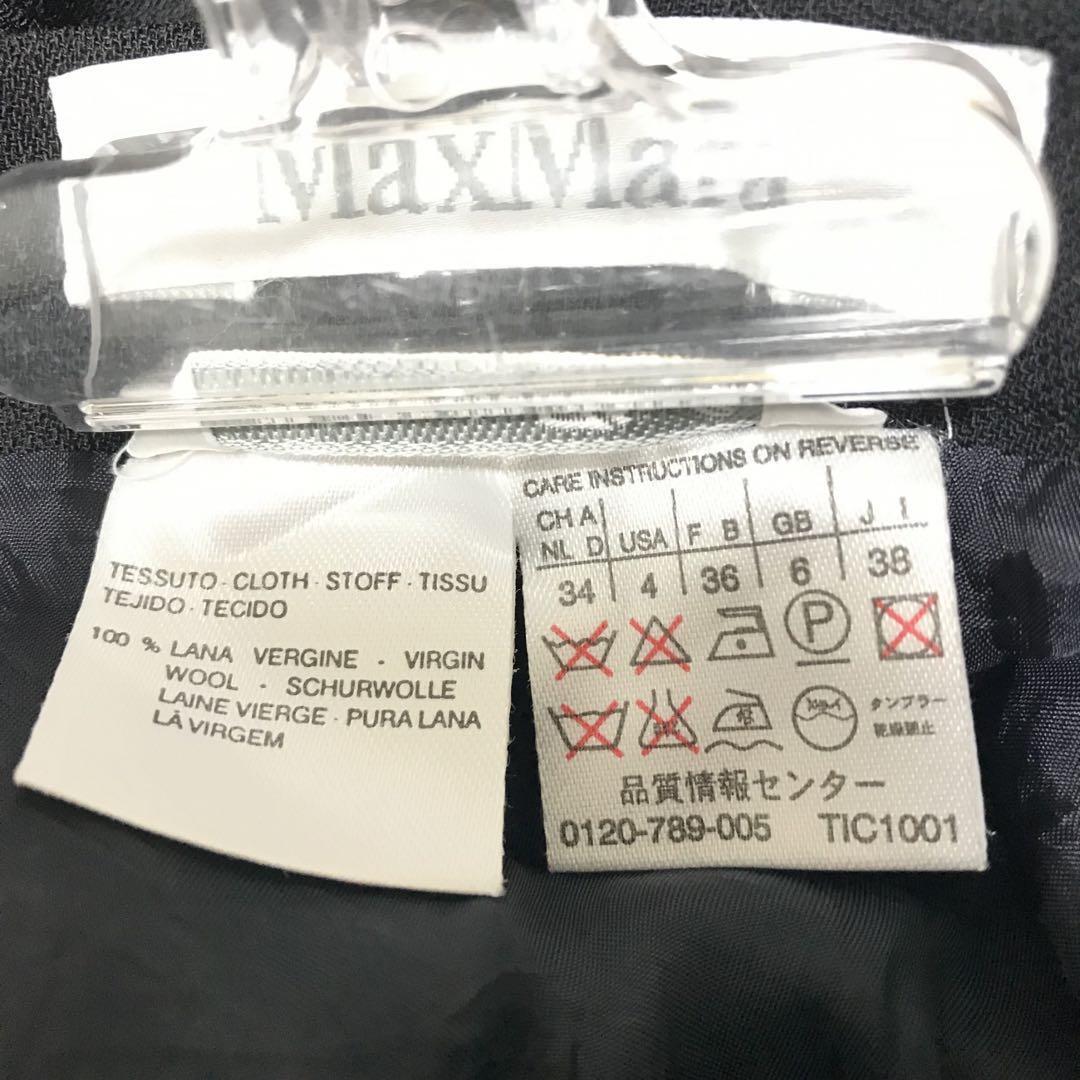 MaxMara
TESSUTO · CLOTH · STOFF · TISSU
TEJIDO · TECIDO
100 % LANA VERGINE - VIRGIN
WOOL - SCHURWOLLE
LAINE VIERGE · PURA LANA
LÃ VIRGEM
CARE INSTRUCTIONS ON REVERSE
CH A USA F B GB J I
NL D
34 4 36 6 38
P
タンブラー
乾燥禁止
品質情報センター
0120-789-005 TIC1001